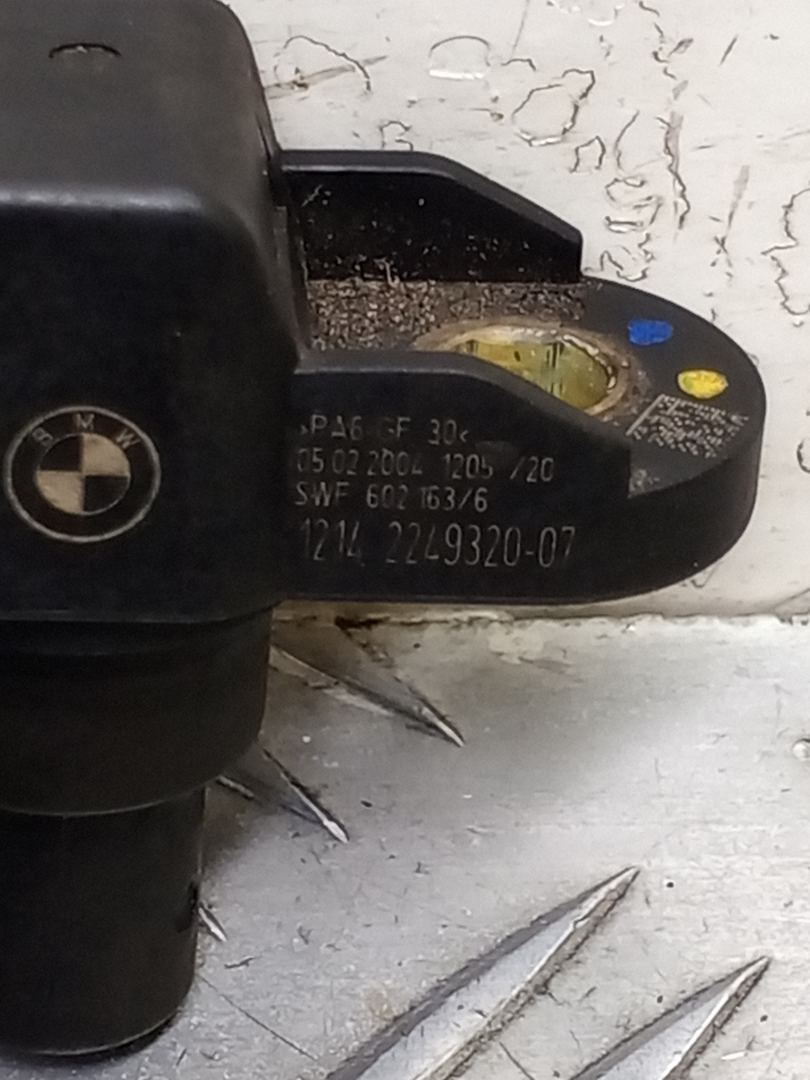 BMW
>PA6-GF 30<
05 02 2004 1205 /20
SWF 602 163/6
1214 2249320-07